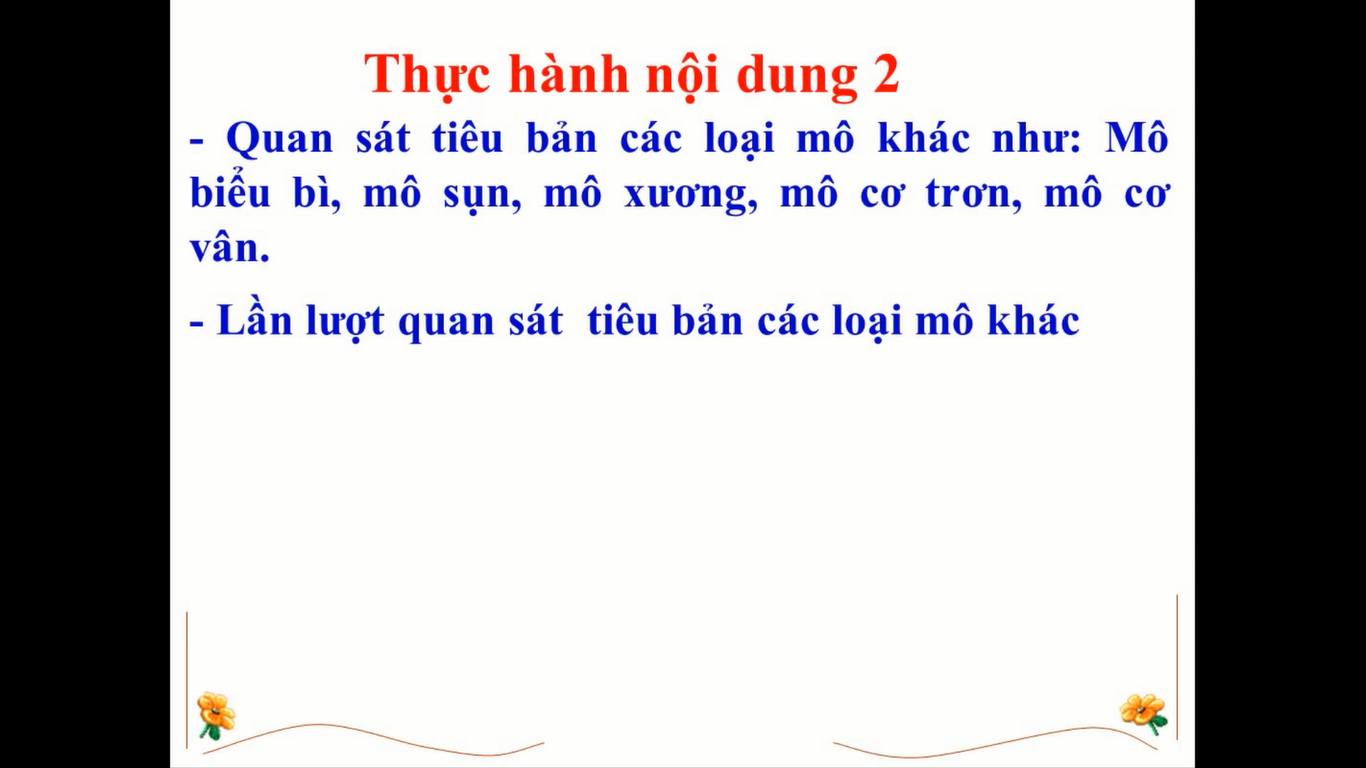 Thực hành nội dung 2
- Quan sát tiêu bản các loại mô khác như: Mô
biểu bì, mô sụn, mô xương, mô cơ trơn, mô cơ
vân.
- Lần lượt quan sát tiêu bản các loại mô khác